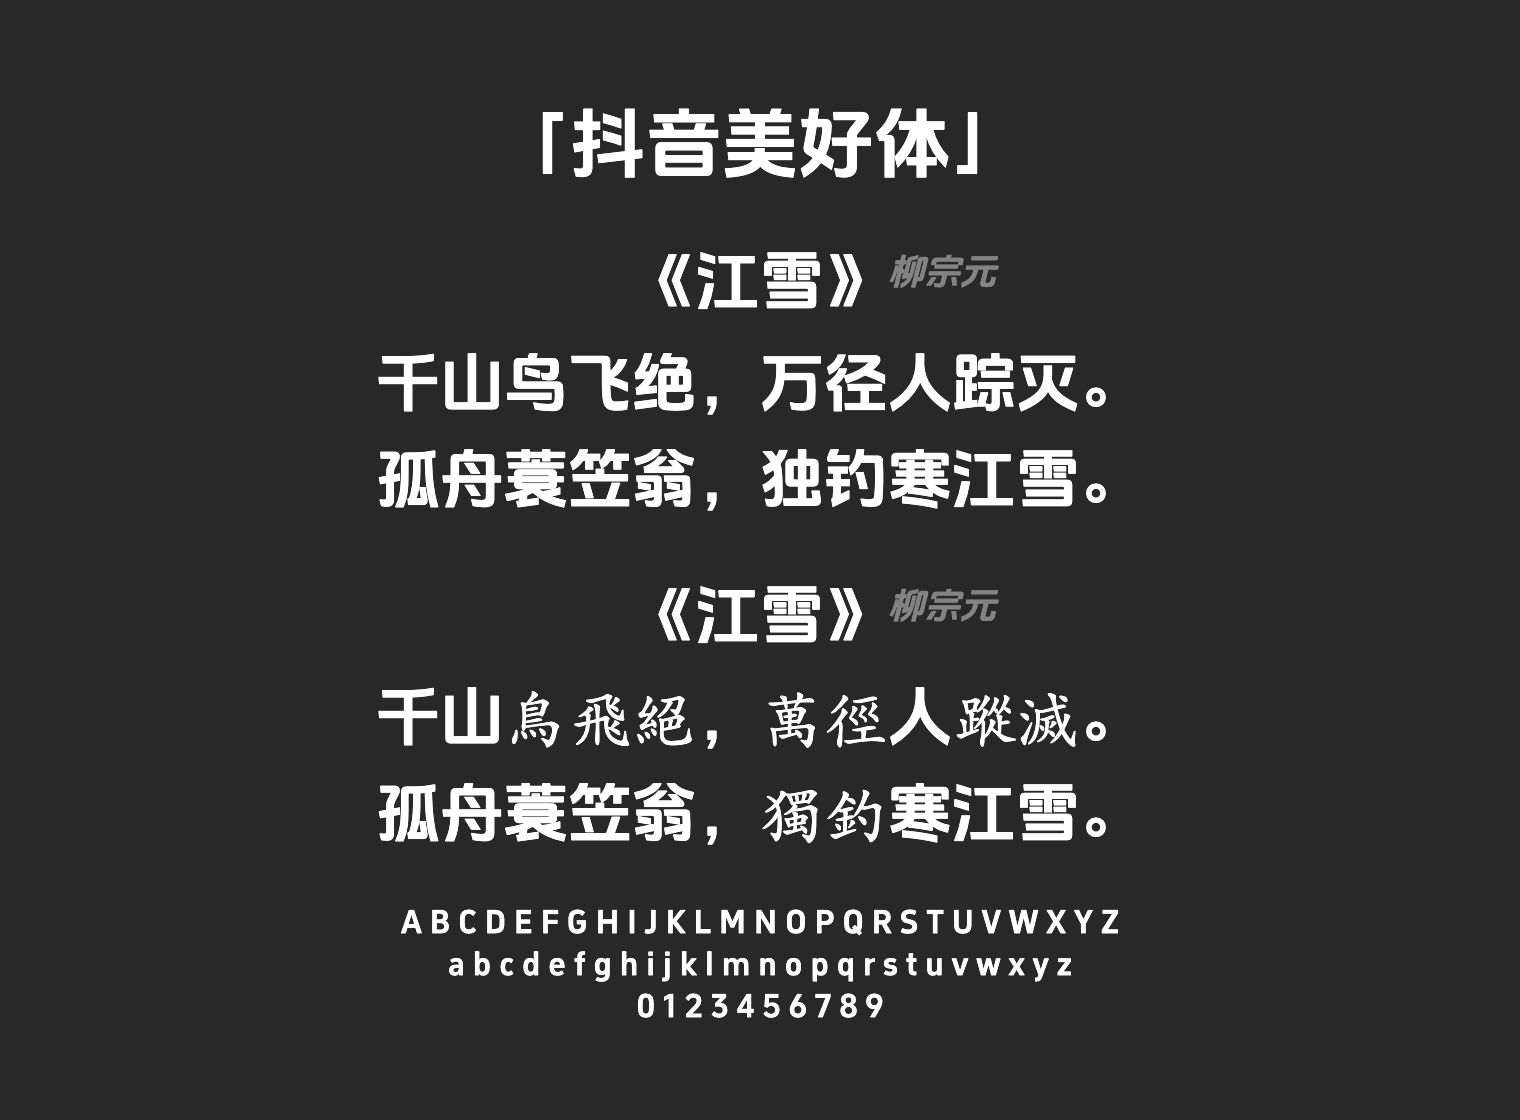 「抖音美好体」
《江雪》 柳宗元
千山鸟飞绝，万径人踪灭。
孤舟蓑笠翁，独钓寒江雪。
《江雪》 柳宗元
千山鳥飛絕，萬徑人蹤滅。
孤舟蓑笠翁，獨釣寒江雪。
ABCDEFGHIJKLMNOPQRSTUVWXYZ
abcdefghijklmnopqrstuvwxyz
0123456789